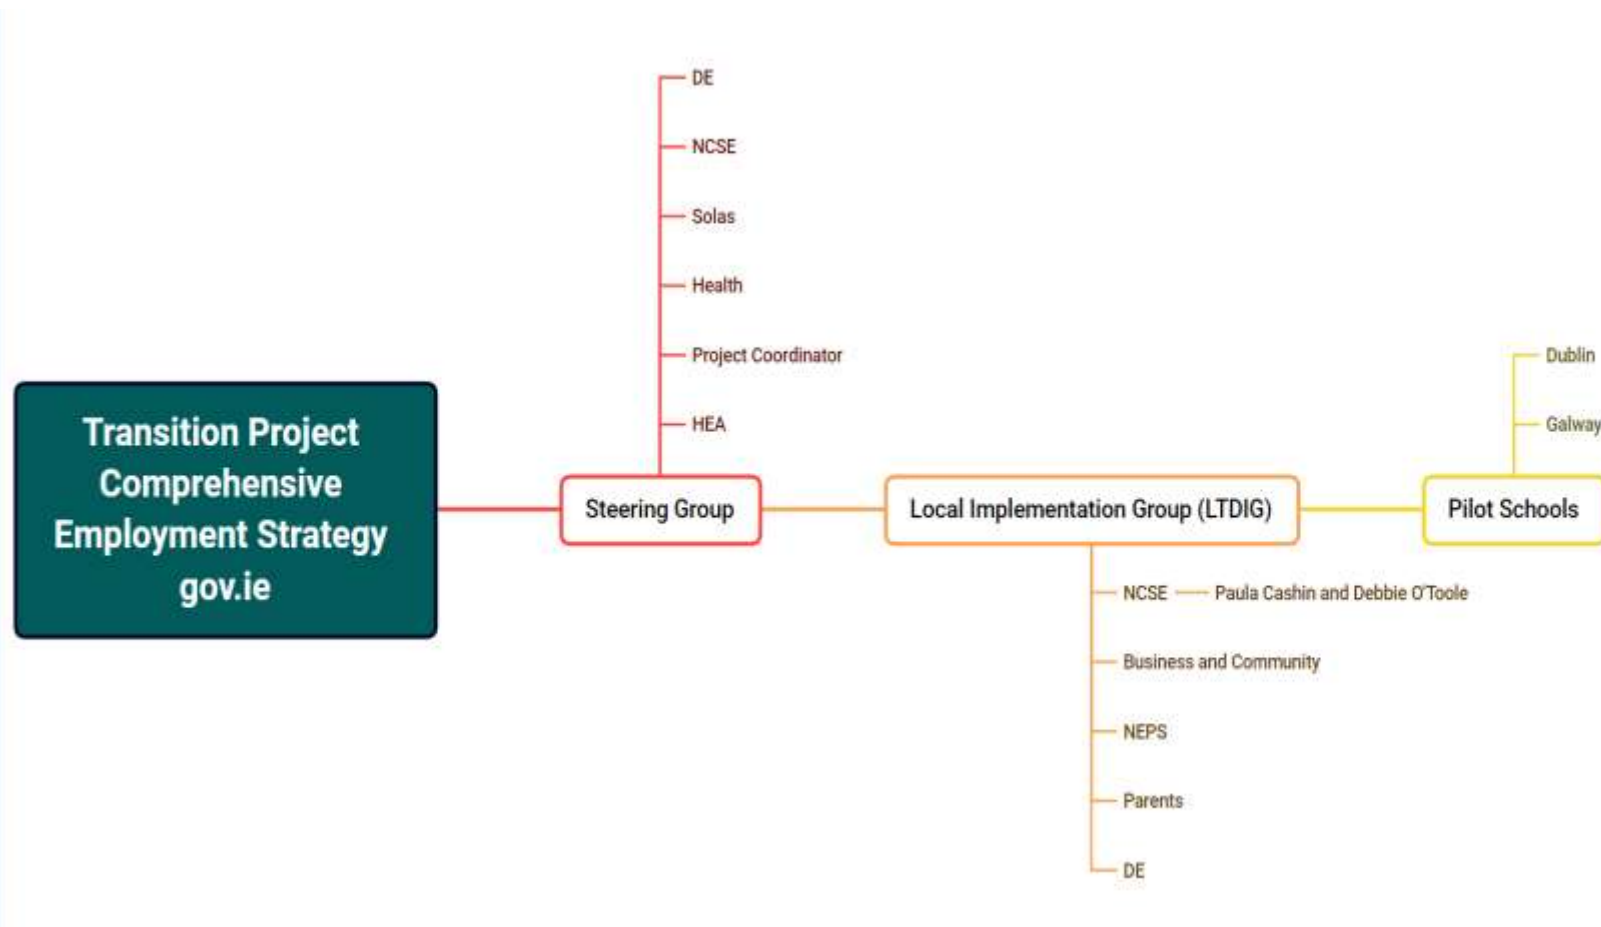 Transition Project
Comprehensive
Employment Strategy
gov.ie
Steering Group
DE
NCSE
Solas
Health
Project Coordinator
HEA
Local Implementation Group (LTDIG)
NCSE
Paula Cashin and Debbie O'Toole
Business and Community
NEPS
Parents
DE
Pilot Schools
Dublin
Galway